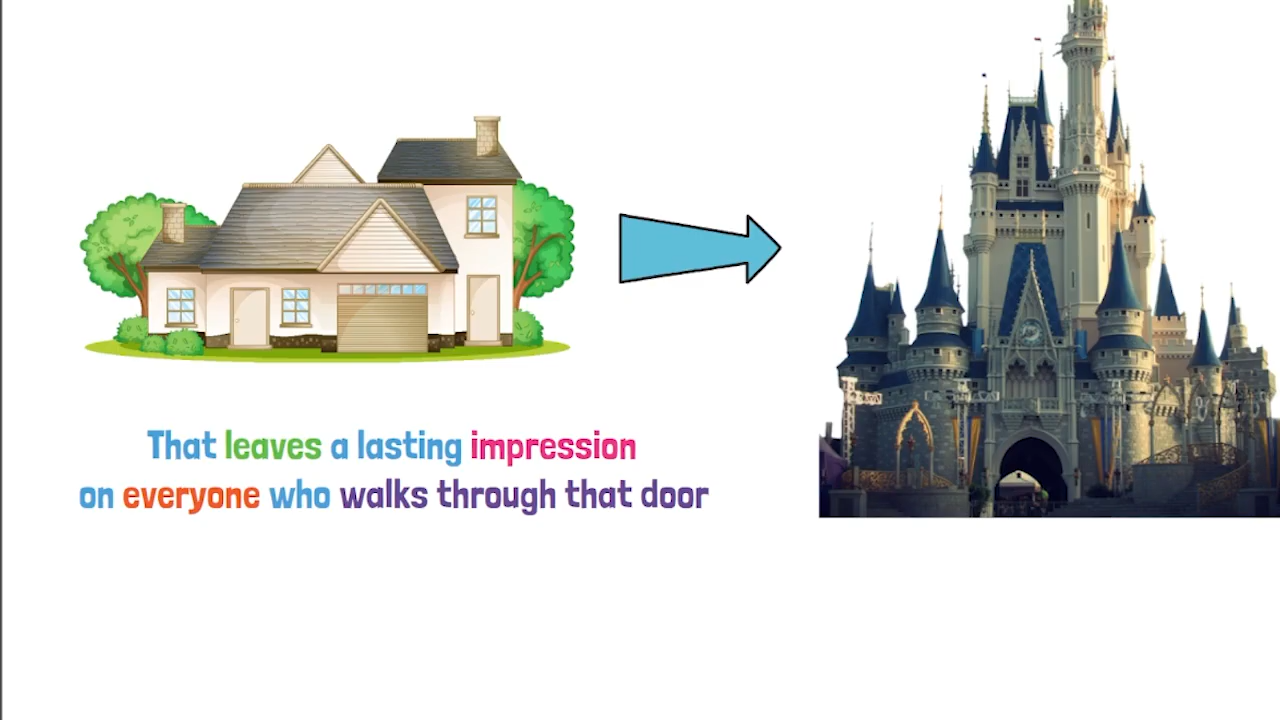 That leaves a lasting impression
on everyone who walks through that door